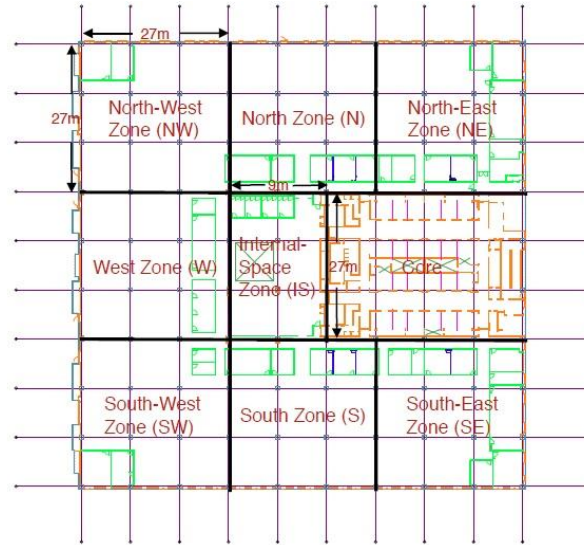 27m
27m
North-West
Zone (NW)
North Zone (N)
North-East
Zone (NE)
9m
West Zone (W)
Internal-
Space
Zone (IS)
27m
Core
South-West
Zone (SW)
South Zone (S)
South-East
Zone (SE)